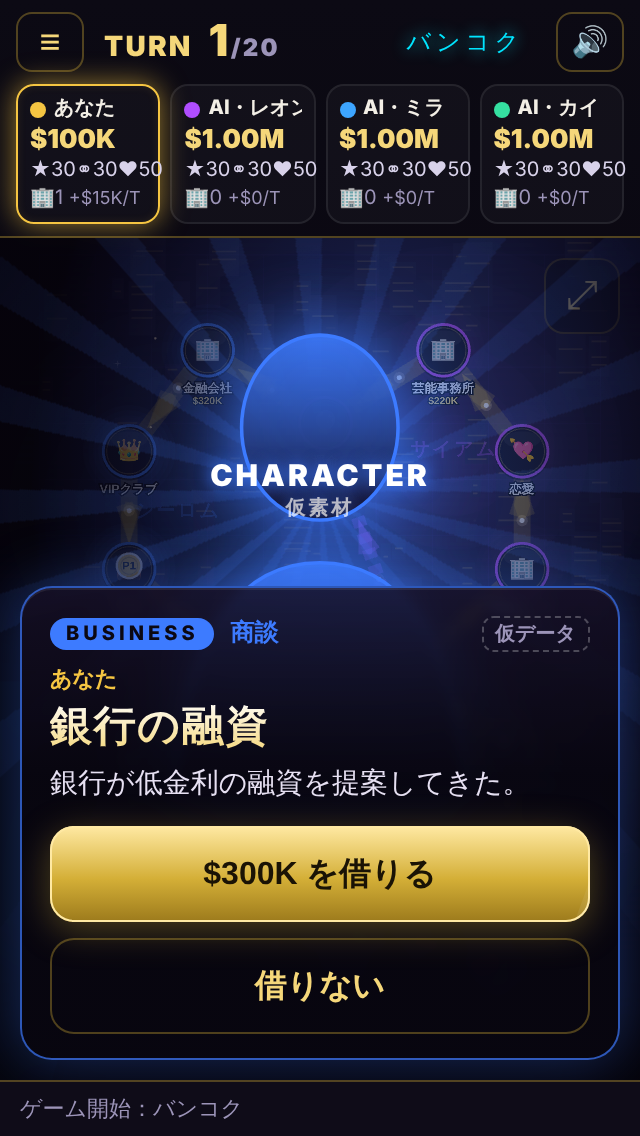 ≡ TURN 1/20 バンコク
あなた
$100K
★30⚭30♥50
1 +$15K/T
AI・レオン
$1.00M
★30⚭30♥50
0 +$0/T
AI・ミラ
$1.00M
★30⚭30♥50
0 +$0/T
AI・カイ
$1.00M
★30⚭30♥50
0 +$0/T
金融会社
$320K
芸能事務所
$220K
サイアム
VIPクラブ
恋愛
P1
CHARACTER
仮素材
BUSINESS 商談 仮データ
あなた
銀行の融資
銀行が低金利の融資を提案してきた。
$300K を借りる
借りない
ゲーム開始：バンコク